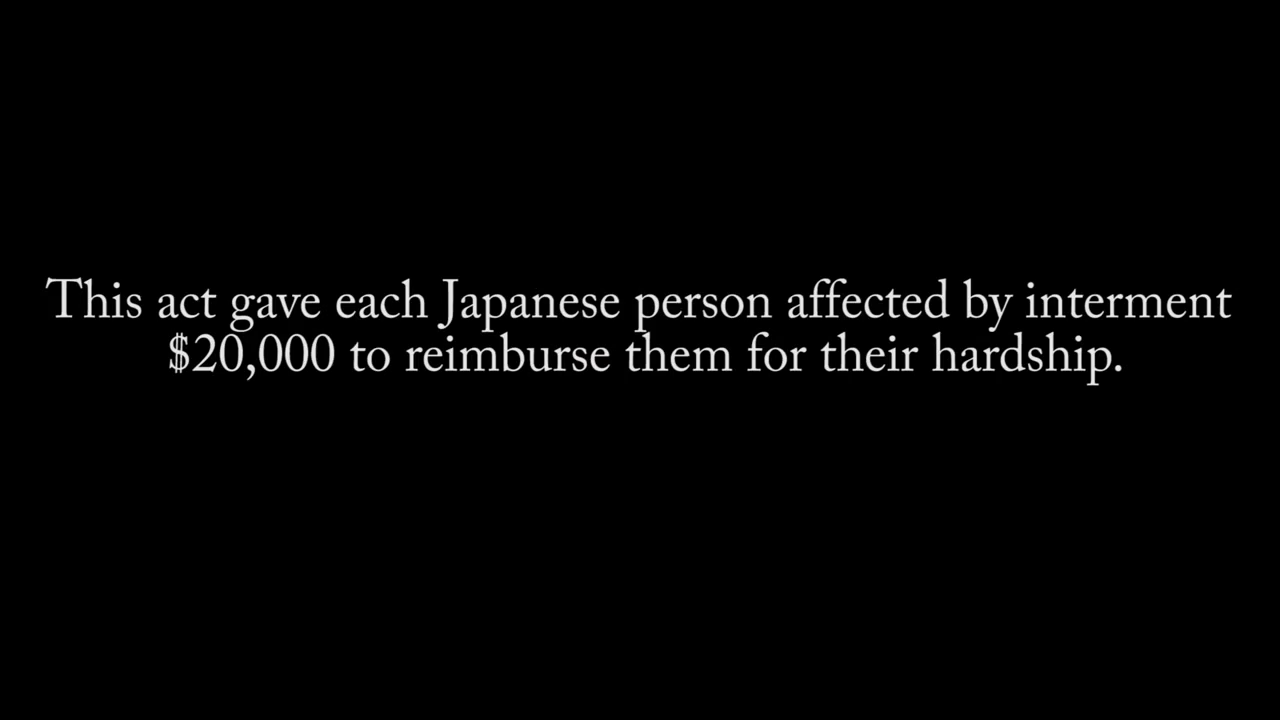 This act gave each Japanese person affected by interment
$20,000 to reimburse them for their hardship.